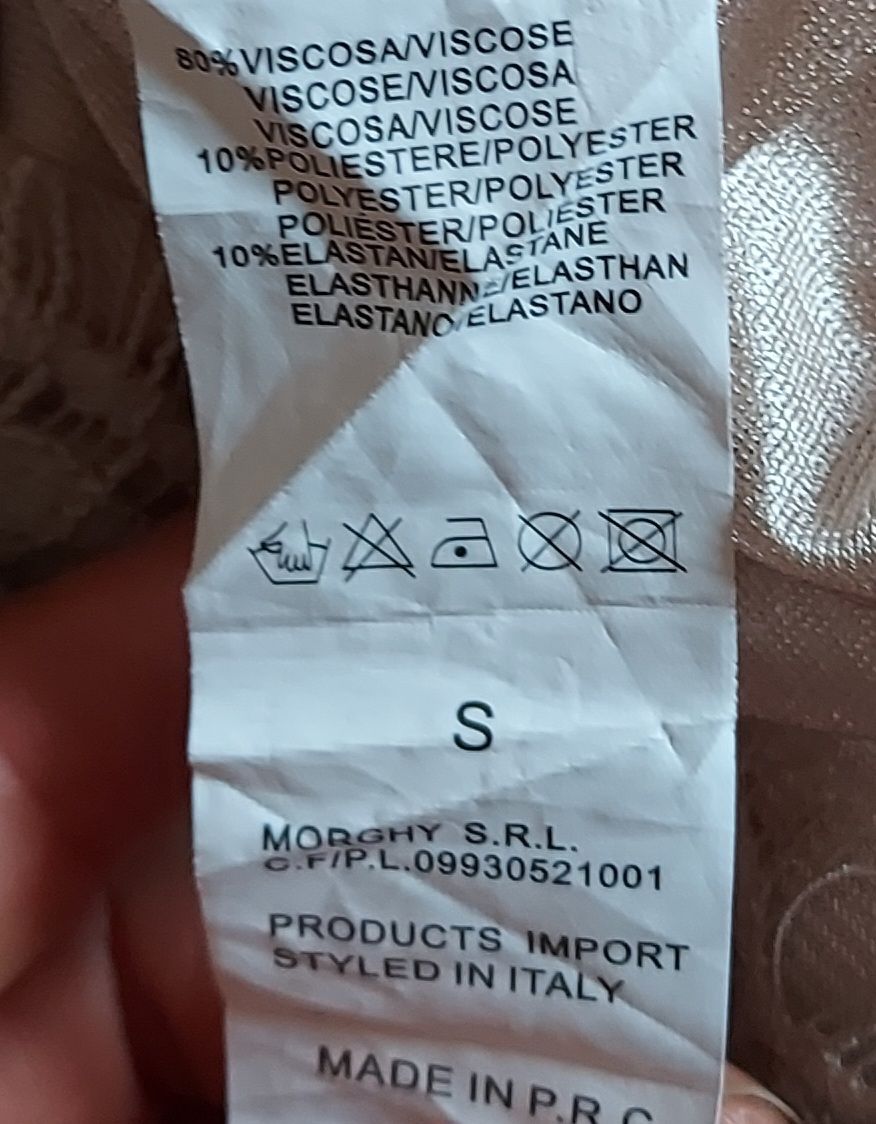 80%VISCOSA/VISCOSE
VISCOSE/VISCOSA
VISCOSA/VISCOSE
10%POLIESTERE/POLYESTER
POLYESTER/POLYESTER
POLIÉSTER/POLIÉSTER
10%ELASTAN/ELASTANE
ELASTHANNE/ELASTHAN
ELASTANO/ELASTANO
S
MORGHY S.R.L.
C.F/P.L.09930521001
PRODUCTS IMPORT
STYLED IN ITALY
MADE IN P.R.C